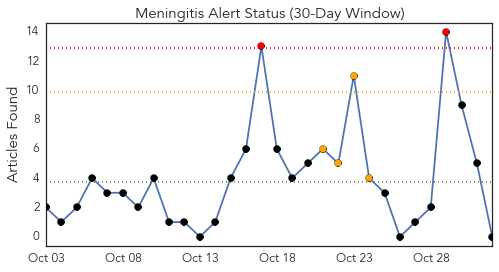 Meningitis Alert Status (30-Day Window)
Articles Found
14
12
10
8
6
4
2
0
Oct 03 Oct 08 Oct 13 Oct 18 Oct 23 Oct 28